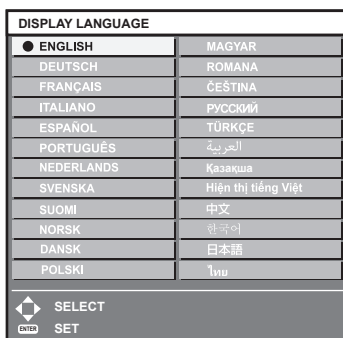 DISPLAY LANGUAGE
ENGLISH
DEUTSCH
FRANÇAIS
ITALIANO
ESPAÑOL
PORTUGUÊS
NEDERLANDS
SVENSKA
SUOMI
NORSK
DANSK
POLSKI
MAGYAR
ROMANA
ČEŠTINA
РУССКИЙ
TÜRKÇE
العربية
Қазақша
Hiện thị tiếng Việt
中文
한국어
日本語
ไทย
SELECT
ENTER SET